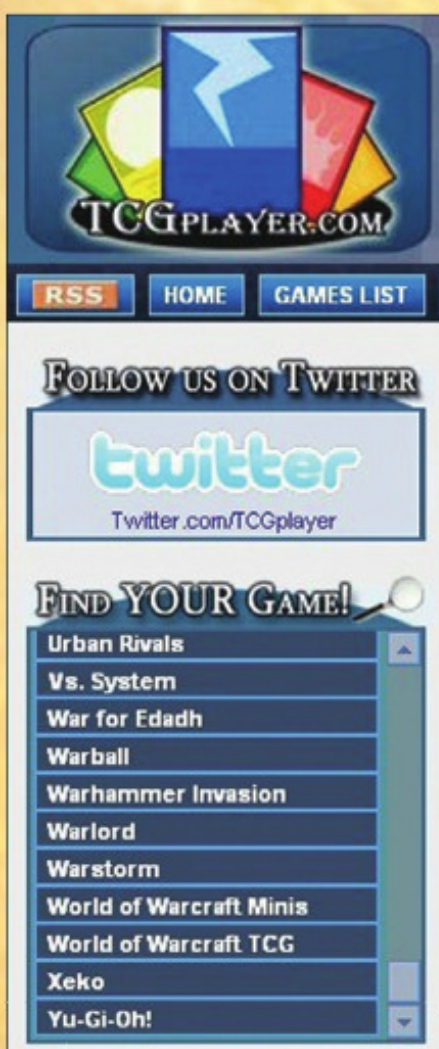 TCGPLAYER.COM
RSS HOME GAMES LIST
FOLLOW US ON TWITTER
twitter
Twitter.com/TCGplayer
FIND YOUR GAME!
Urban Rivals
Vs. System
War for Edadh
Warball
Warhammer Invasion
Warlord
Warstorm
World of Warcraft Minis
World of Warcraft TCG
Xeko
Yu-Gi-Oh!